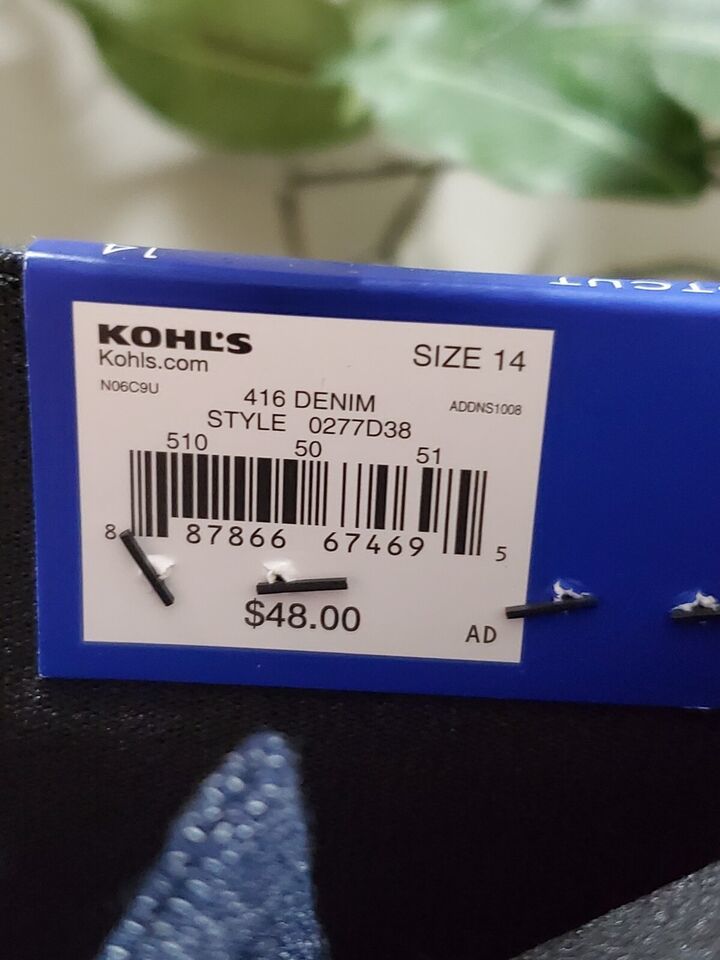 14
KOHL'S
Kohls.com
SIZE 14
N06C9U
416 DENIM
ADDNS1008
STYLE 0277D38
510 50 51
8 87866 67469 5
$48.00
AD